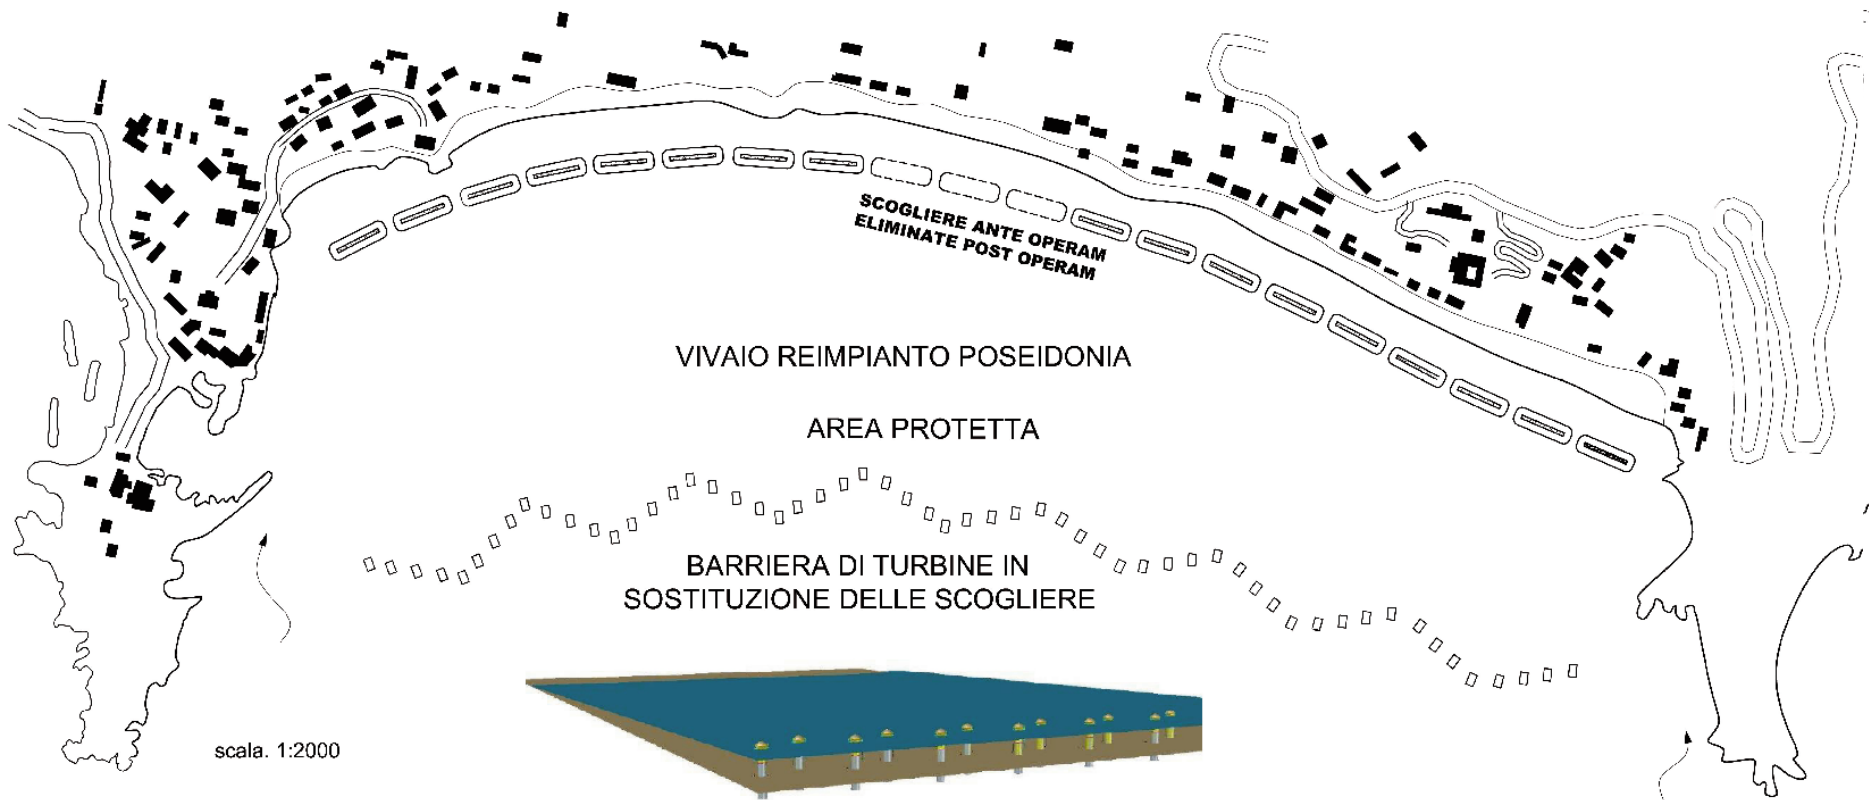 SCOGLIERE ANTE OPERAM
ELIMINATE POST OPERAM
VIVAIO REIMPIANTO POSEIDONIA
AREA PROTETTA
BARRIERA DI TURBINE IN
SOSTITUZIONE DELLE SCOGLIERE
scala. 1:2000